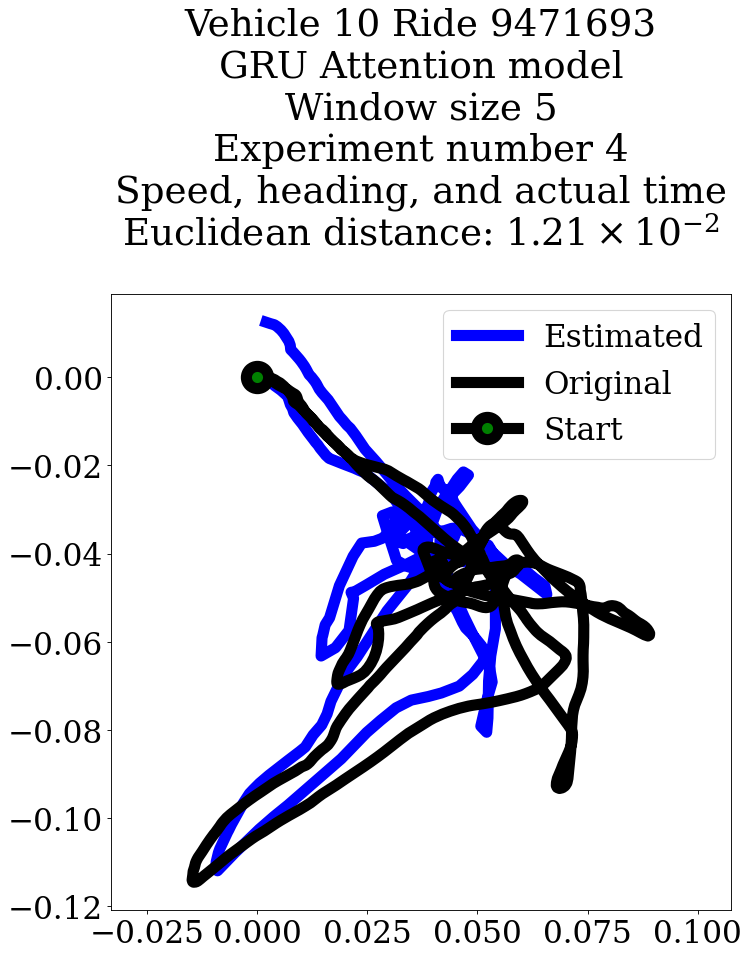 Vehicle 10 Ride 9471693
GRU Attention model
Window size 5
Experiment number 4
Speed, heading, and actual time
Euclidean distance: 1.21 × 10⁻²
Estimated
Original
Start
0.00
−0.02
−0.04
−0.06
−0.08
−0.10
−0.12
−0.025 0.000 0.025 0.050 0.075 0.100